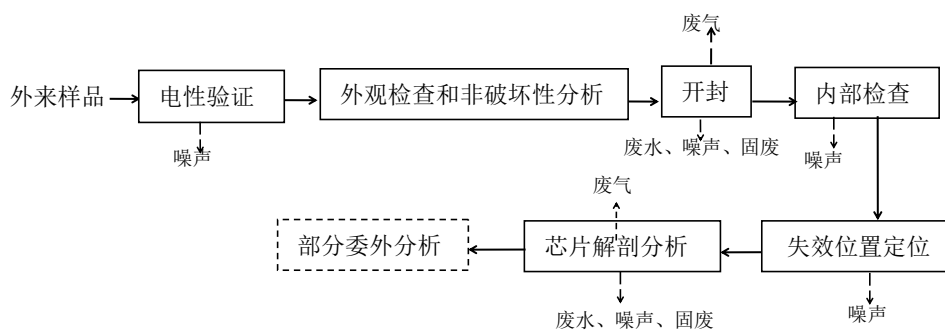 废气
外来样品
电性验证
外观检查和非破坏性分析
开封
内部检查
噪声
废水、噪声、固废
噪声
废气
部分委外分析
芯片解剖分析
失效位置定位
废水、噪声、固废
噪声